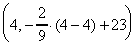 (4, −2/9 · (4−4) + 23)